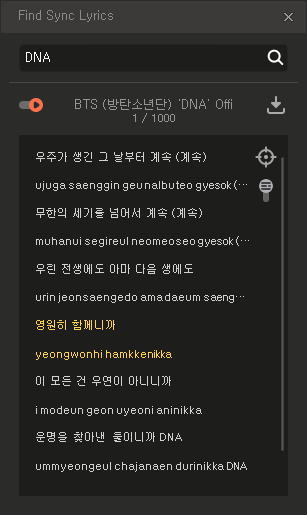 Find Sync Lyrics
DNA
BTS (방탄소년단) 'DNA' Offi
1 / 1000
우주가 생긴 그 날부터 계속 (계속)
ujuga saenggin geu nalbuteo gyesok (···
무한의 세기를 넘어서 계속 (계속)
muhanui segireul neomeoseo gyesok (···
우린 전생에도 아마 다음 생에도
urin jeonsaengedo ama daeum saeng···
영원히 함께니까
yeongwonhi hamkkenikka
이 모든 건 우연이 아니니까
i modeun geon uyeoni aninikka
운명을 찾아낸 둘이니까 DNA
ummyeongeul chajanaen durinikka DNA